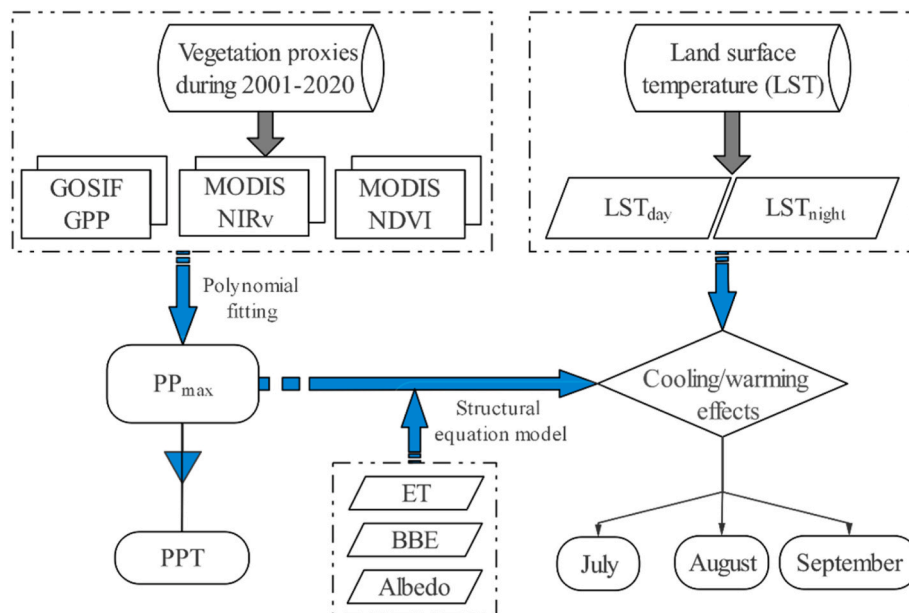 Vegetation proxies
during 2001-2020
GOSIF
GPP
MODIS
NIRv
MODIS
NDVI
Land surface
temperature (LST)
LSTday
LSTnight
Polynomial
fitting
PPmax
Structural
equation model
Cooling/warming
effects
ET
BBE
Albedo
PPT
July
August
September